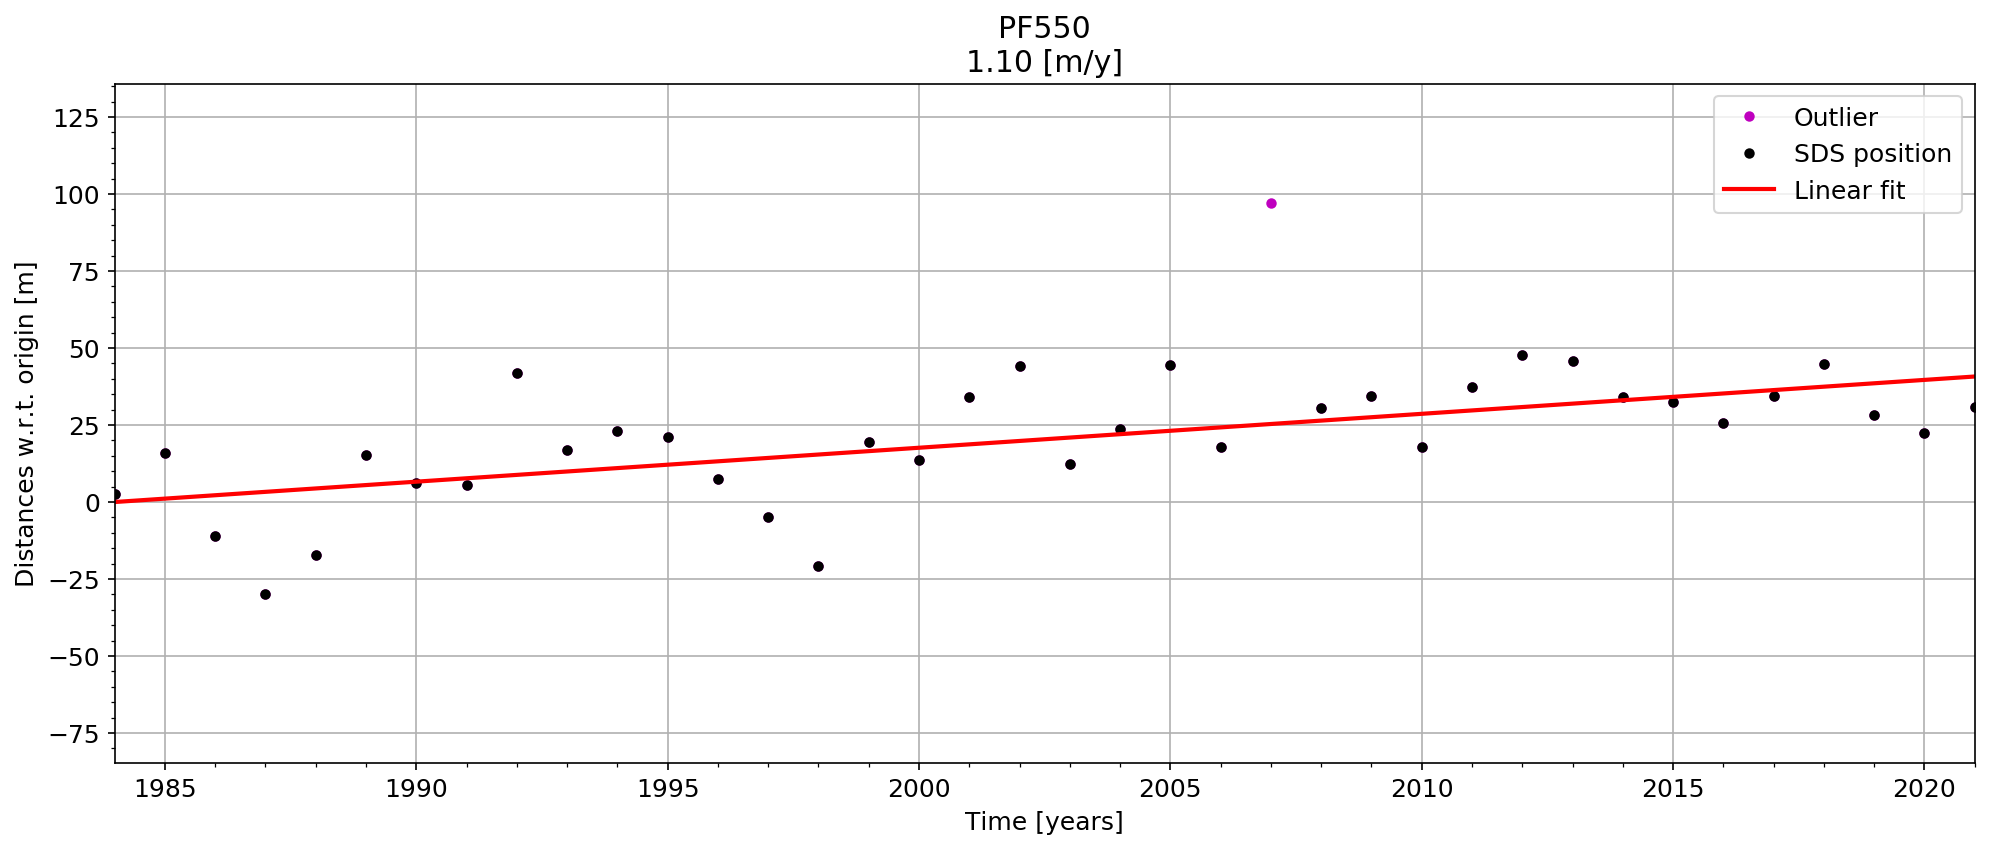 PF550
1.10 [m/y]
Outlier
SDS position
Linear fit
Distances w.r.t. origin [m]
125
100
75
50
25
0
−25
−50
−75
1985
1990
1995
2000
2005
2010
2015
2020
Time [years]